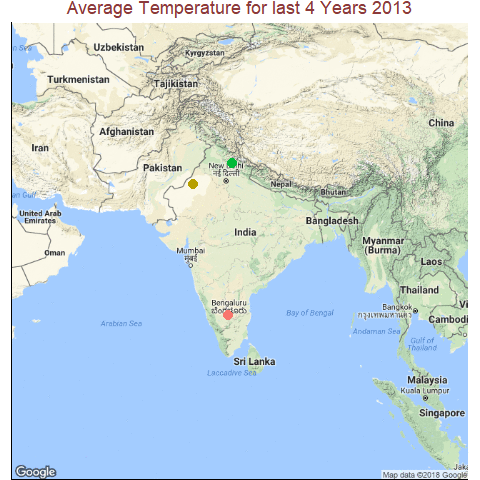 Average Temperature for last 4 Years 2013
Uzbekistan
Kyrgyzstan
Turkmenistan
Tajikistan
China
Afghanistan
Iran
Pakistan
New Delhi
नई दिल्ली
Nepal
Bhutan
United Arab
Emirates
Oman
Bangladesh
India
Myanmar
(Burma)
Mumbai
मुंबई
Laos
Thailand
Bengaluru
ಬೆಂಗಳೂರು
Bay of Bengal
Bangkok
กรุงเทพมหานคร
Cambodi
Arabian Sea
Andaman Sea
Gulf of
Thailand
Sri Lanka
Laccadive Sea
Malaysia
Kuala Lumpur
Singapore
Google
Map data ©2018 Google